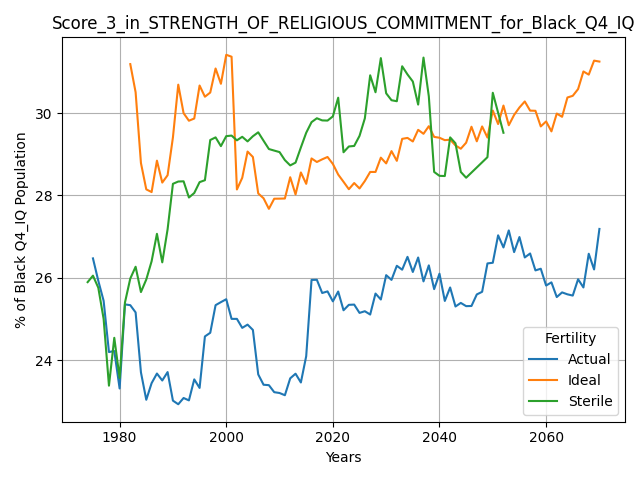 Score_3_in_STRENGTH_OF_RELIGIOUS_COMMITMENT_for_Black_Q4_IQ
% of Black Q4_IQ Population
30
28
26
24
Fertility
Actual
Ideal
Sterile
1980 2000 2020 2040 2060
Years